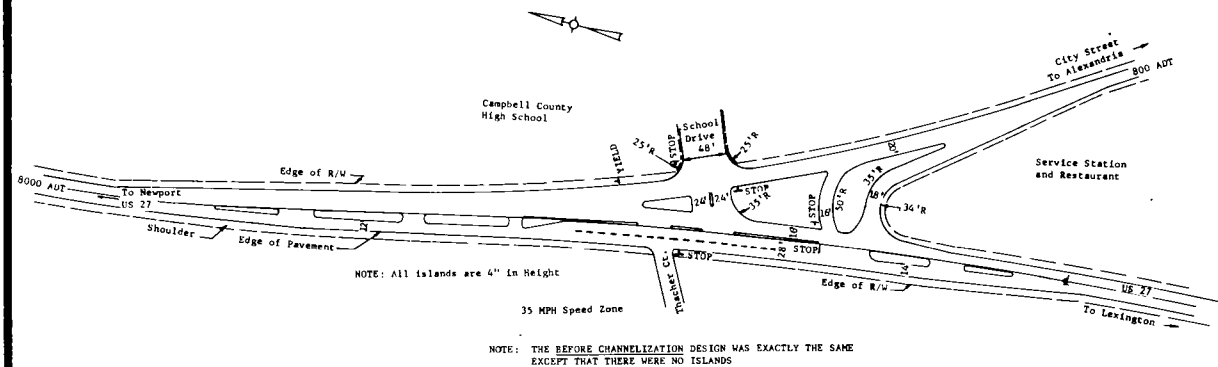 City Street
To Alexandria
800 ADT
Campbell County
High School
School
Drive
48'
25'R
STOP
25'R
YIELD
20'
Service Station
and Restaurant
Edge of R/W
8000 ADT
To Newport
US 27
24'
24'
STOP
35'R
STOP
16'
50'R
35'R
18'
34'R
12'
Shoulder
Edge of Pavement
16'
28'
STOP
STOP
14'
NOTE: All islands are 4" in Height
Thacher Ct.
Edge of R/W
US 27
To Lexington
35 MPH Speed Zone
NOTE: THE BEFORE CHANNELIZATION DESIGN WAS EXACTLY THE SAME
EXCEPT THAT THERE WERE NO ISLANDS